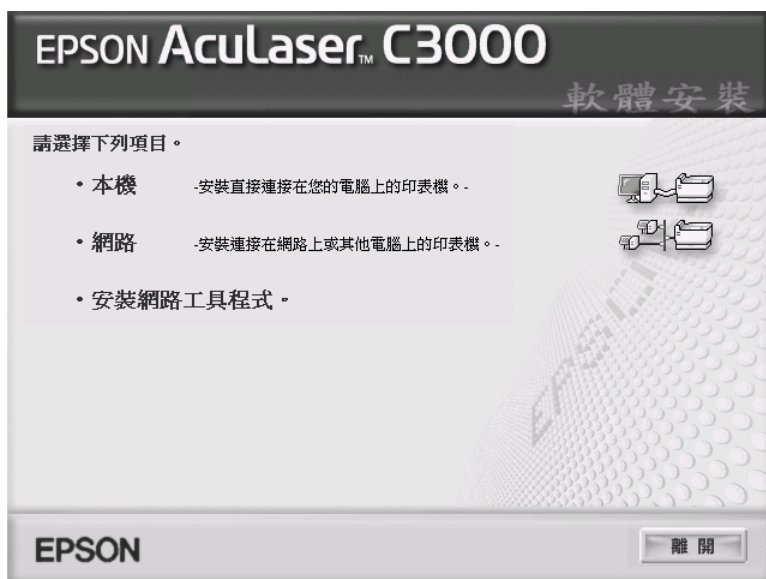 EPSON AcuLaser™ C3000
軟體安裝
請選擇下列項目。
・本機 -安裝直接連接在您的電腦上的印表機。-
・網路 -安裝連接在網路上或其他電腦上的印表機。-
・安裝網路工具程式。
EPSON
EPSON
離開